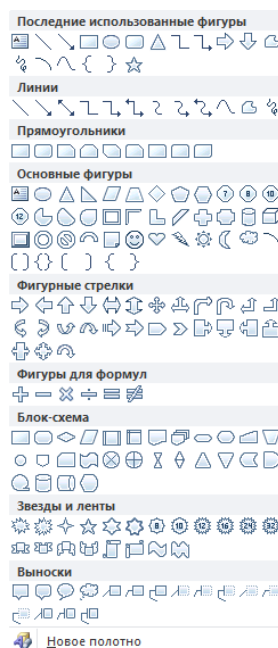 Последние использованные фигуры
Линии
Прямоугольники
Основные фигуры
Фигурные стрелки
Фигуры для формул
Блок-схема
Звезды и ленты
Выноски
Новое полотно